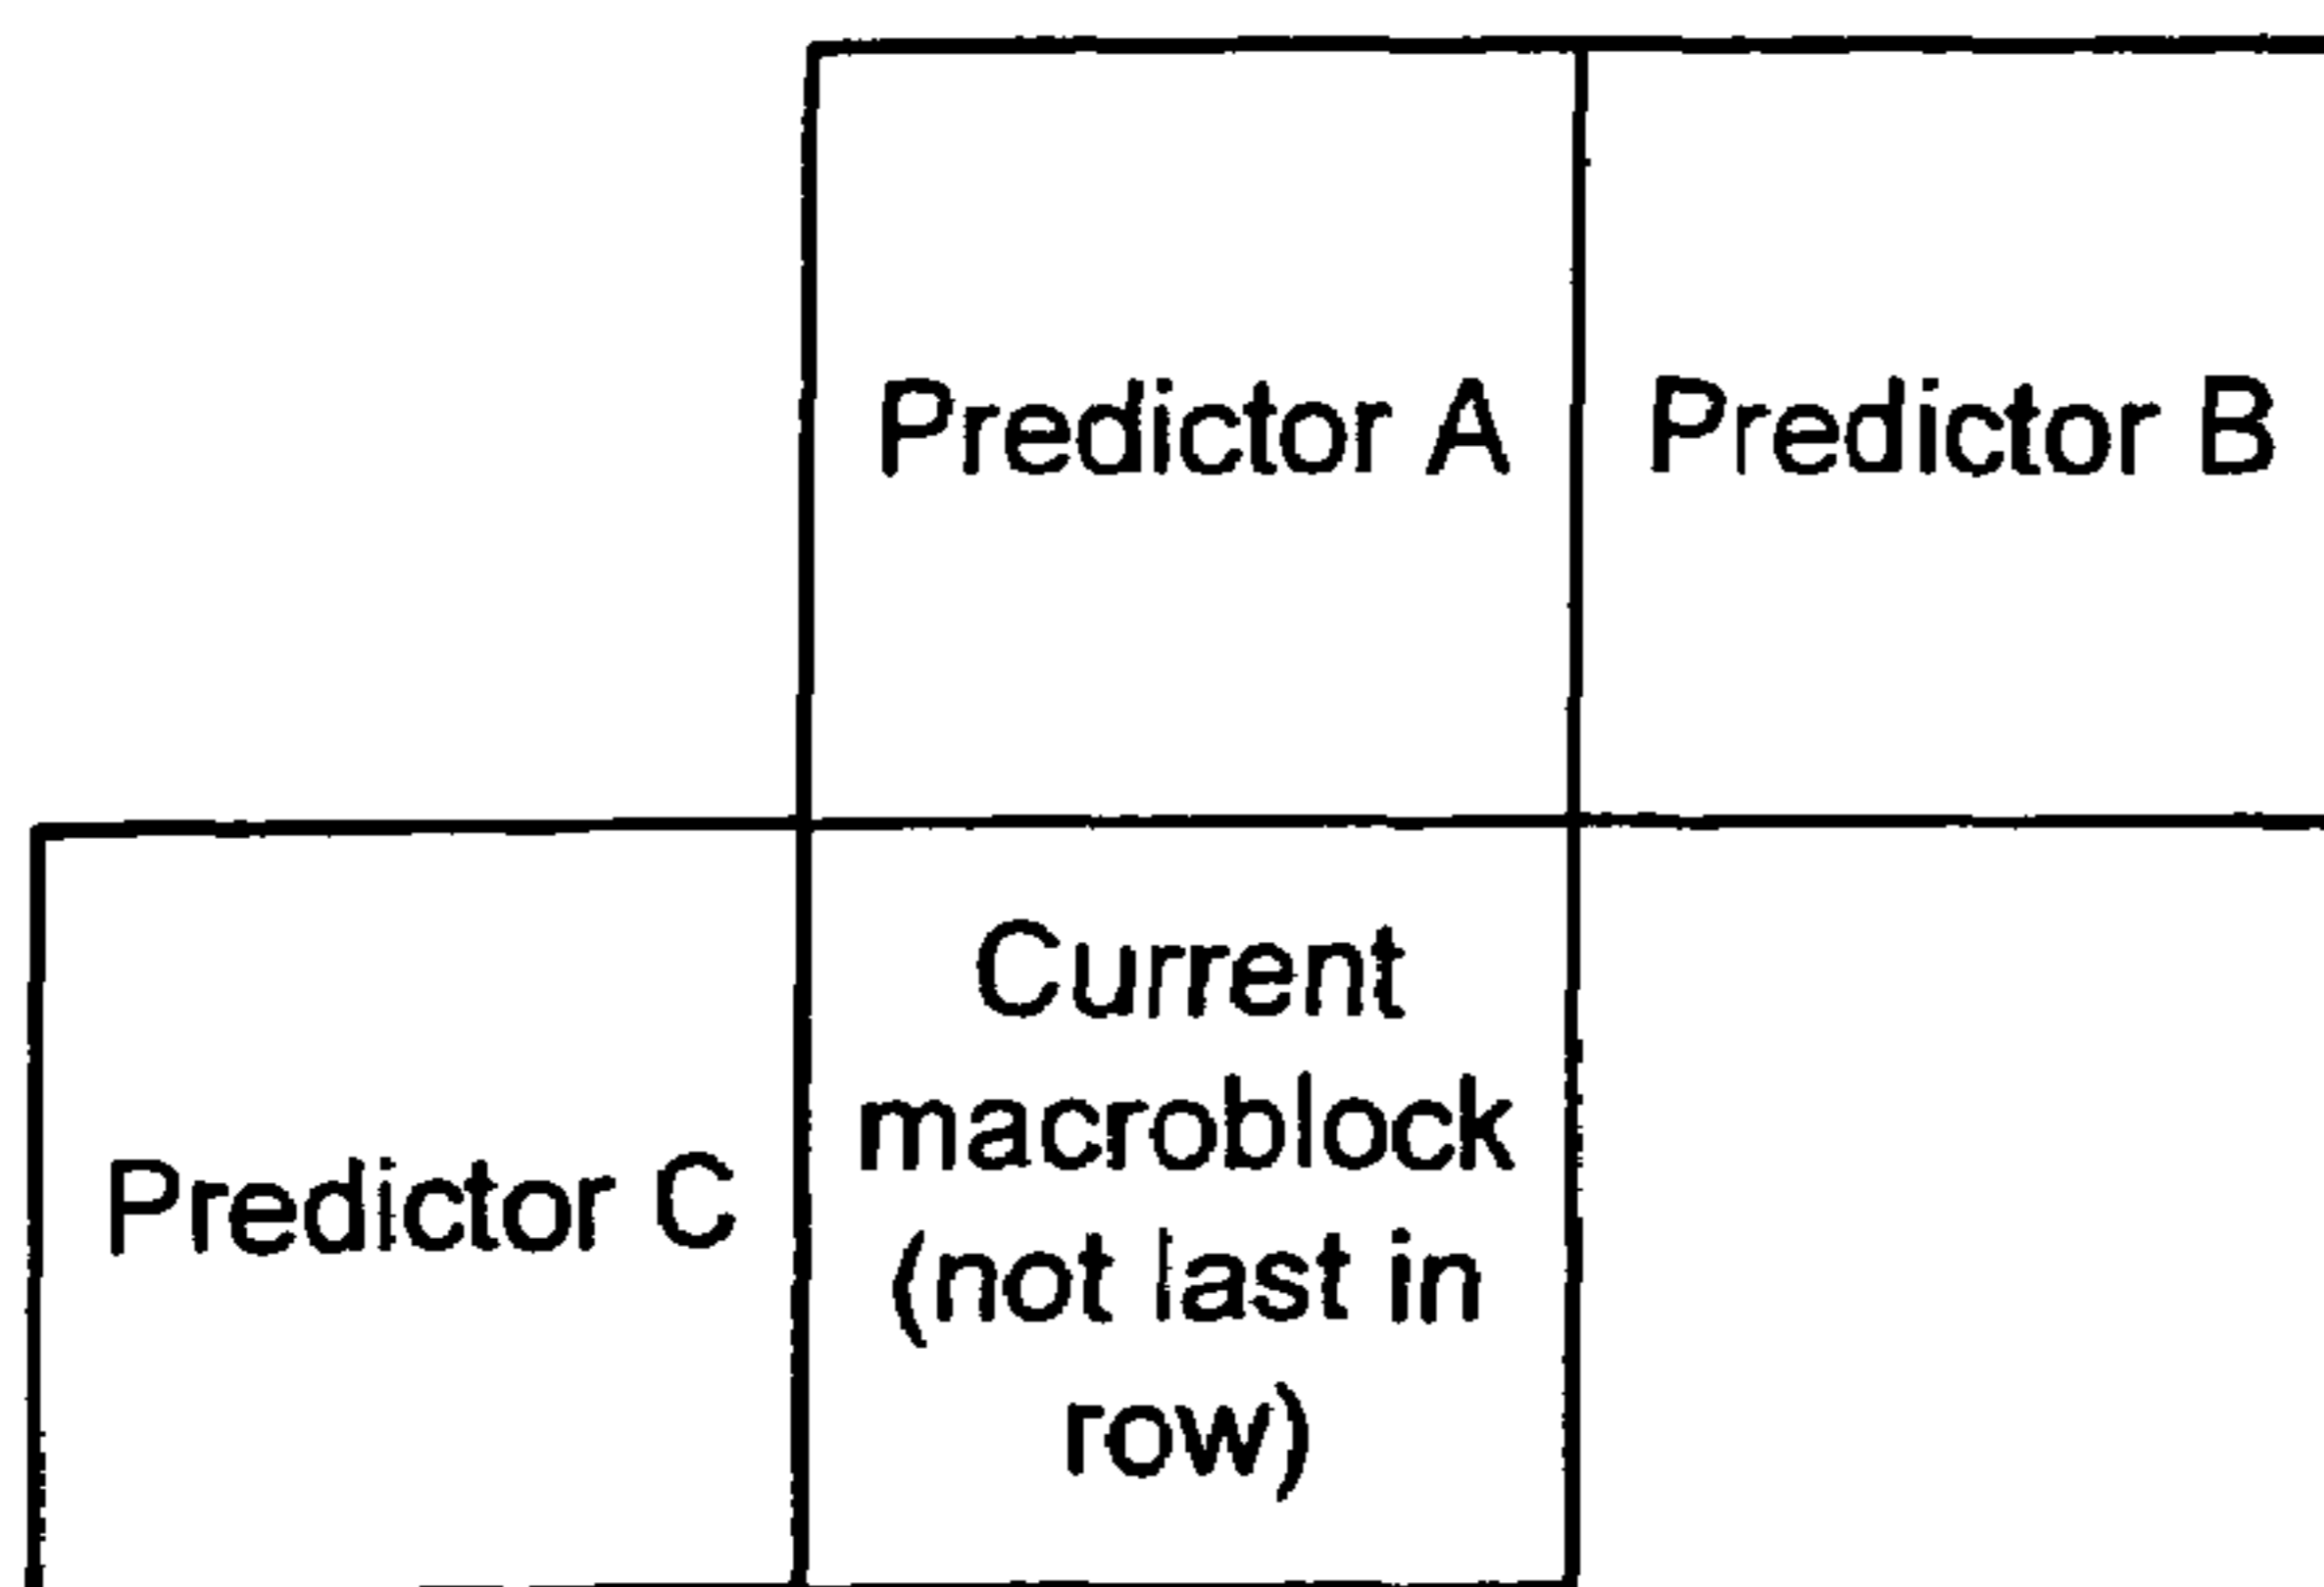 Predictor A
Predictor B
Predictor C
Current
macroblock
(not last in
row)